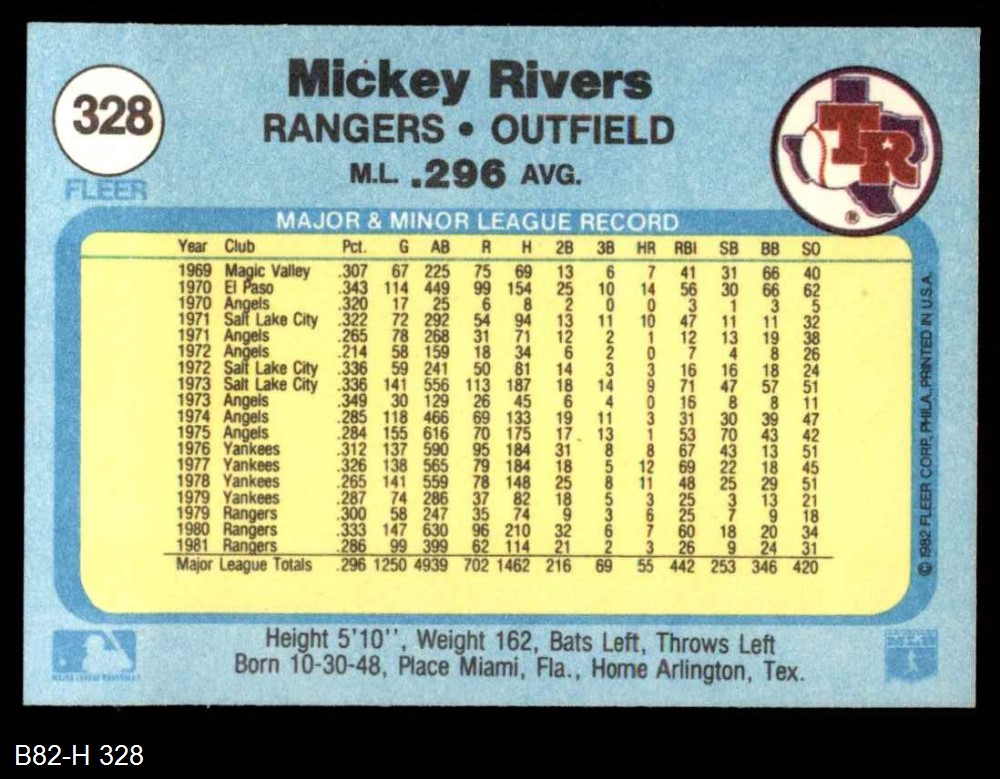 328
FLEER
Mickey Rivers
RANGERS • OUTFIELD
M.L. .296 AVG.
TR
®
MAJOR & MINOR LEAGUE RECORD
Year Club Pct. G AB R H 2B 3B HR RBI SB BB SO
1969 Magic Valley .307 67 225 75 69 13 6 7 41 31 66 40
1970 El Paso .343 114 449 99 154 25 10 14 56 30 66 62
1970 Angels .320 17 25 6 8 2 0 0 3 1 3 5
1971 Salt Lake City .322 72 292 54 94 13 11 10 47 11 11 32
1971 Angels .265 78 268 31 71 12 2 1 12 13 19 38
1972 Angels .214 58 159 18 34 6 2 0 7 4 8 26
1972 Salt Lake City .336 59 241 50 81 14 3 3 16 16 18 24
1973 Salt Lake City .336 141 556 113 187 18 14 9 71 47 57 51
1973 Angels .349 30 129 26 45 6 4 0 16 8 8 11
1974 Angels .285 118 466 69 133 19 11 3 31 30 39 47
1975 Angels .284 155 616 70 175 17 13 1 53 70 43 42
1976 Yankees .312 137 590 95 184 31 8 8 67 43 13 51
1977 Yankees .326 138 565 79 184 18 5 12 69 22 18 45
1978 Yankees .265 141 559 78 148 25 8 11 48 25 29 51
1979 Yankees .287 74 286 37 82 18 5 3 25 3 13 21
1979 Rangers .300 58 247 35 74 9 3 6 25 7 9 18
1980 Rangers .333 147 630 96 210 32 6 7 60 18 20 34
1981 Rangers .286 99 399 62 114 21 2 3 26 9 24 31
Major League Totals .296 1250 4939 702 1462 216 69 55 442 253 346 420
© 1982 FLEER CORP. PHILA., PRINTED IN U.S.A.
Height 5'10'', Weight 162, Bats Left, Throws Left
Born 10-30-48, Place Miami, Fla., Home Arlington, Tex.
B82-H 328